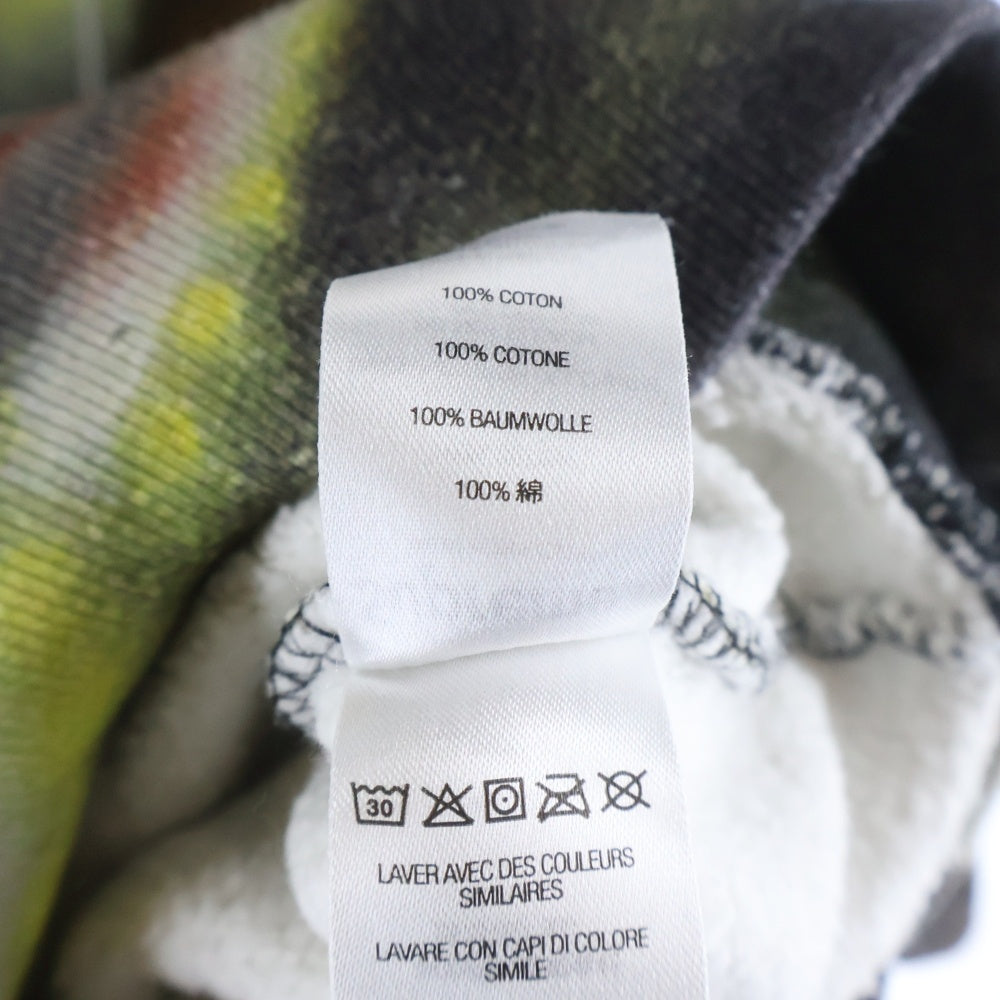 100% COTON
100% COTONE
100% BAUMWOLLE
100% 綿
30
LAVER AVEC DES COULEURS
SIMILAIRES
LAVARE CON CAPI DI COLORE
SIMILE